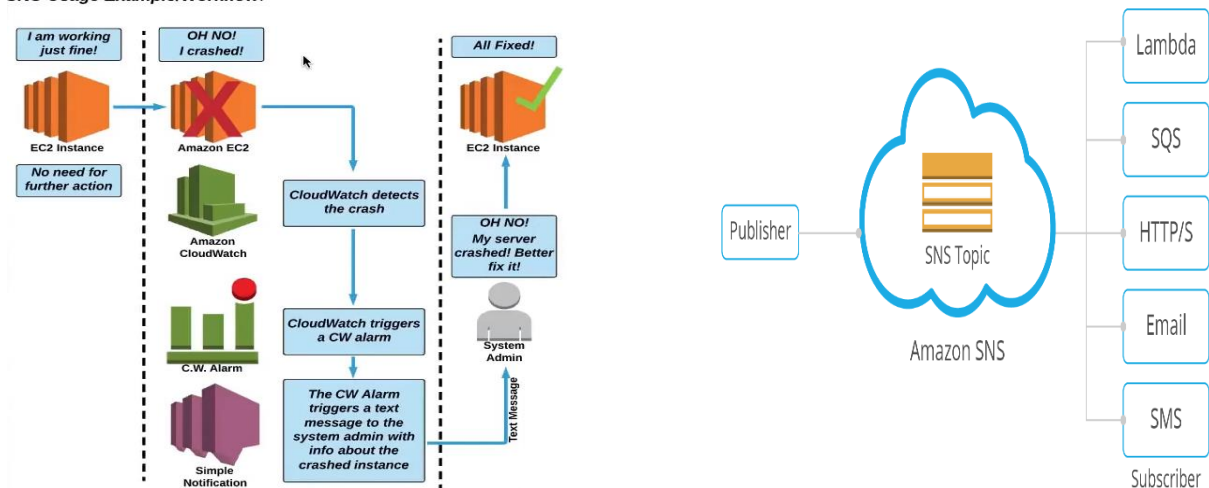 I am working
just fine!
EC2 Instance
No need for
further action
OH NO!
I crashed!
Amazon EC2
Amazon
CloudWatch
C.W. Alarm
Simple
Notification
CloudWatch detects
the crash
CloudWatch triggers
a CW alarm
The CW Alarm
triggers a text
message to the
system admin with
info about the
crashed instance
All Fixed!
EC2 Instance
OH NO!
My server
crashed! Better
fix it!
System
Admin
Text Message
Publisher
SNS Topic
Amazon SNS
Lambda
SQS
HTTP/S
Email
SMS
Subscriber